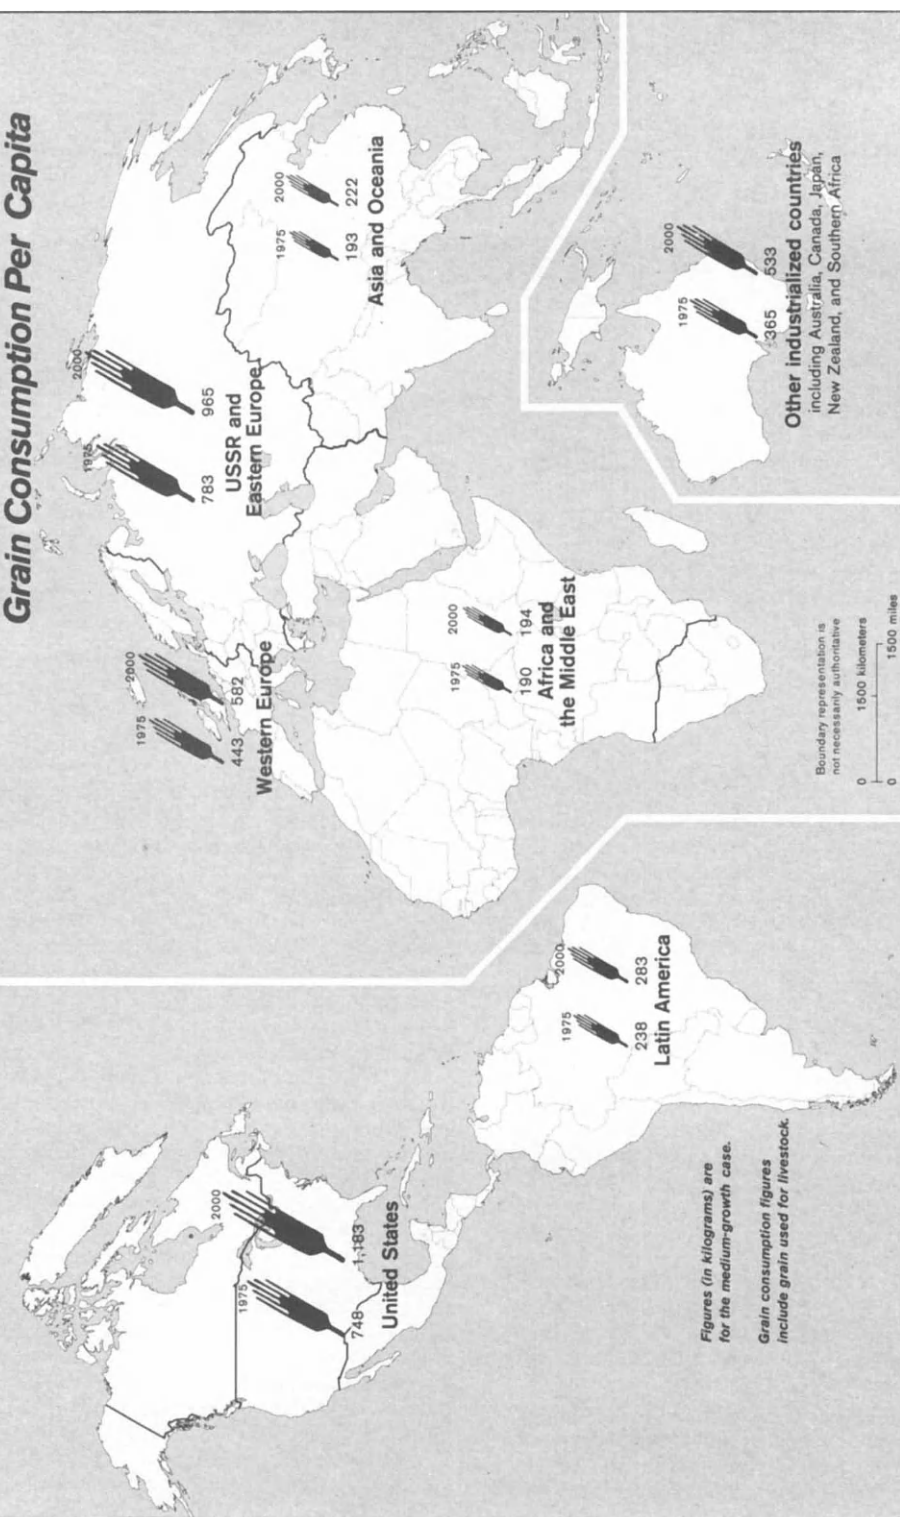 Grain Consumption Per Capita
1975
2000
748
1,183
United States
1975
2000
443
582
Western Europe
1975
2000
783
965
USSR and
Eastern Europe
1975
2000
193
222
Asia and Oceania
1975
2000
190
194
Africa and
the Middle East
1975
2000
238
283
Latin America
1975
2000
365
533
Other industrialized countries
including Australia, Canada, Japan,
New Zealand, and Southern Africa
Figures (in kilograms) are
for the medium-growth case.
Grain consumption figures
include grain used for livestock.
Boundary representation is
not necessarily authoritative
0 1500 kilometers
0 1500 miles